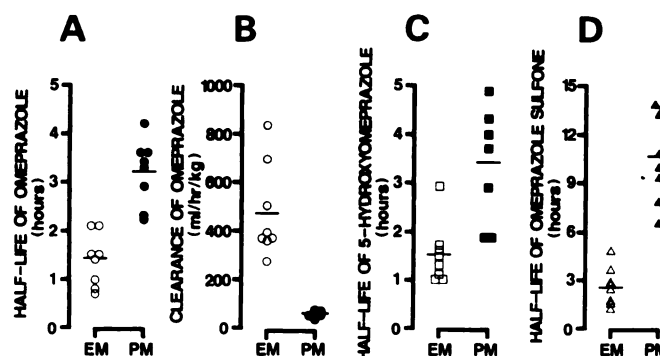 A
B
C
D
HALF-LIFE OF OMEPRAZOLE
(hours)
5
4
3
2
1
0
EM PM
CLEARANCE OF OMEPRAZOLE
(ml/hr/kg)
1000
800
600
400
200
0
EM PM
HALF-LIFE OF 5-HYDROXYOMEPRAZOLE
(hours)
5
4
3
2
1
0
EM PM
HALF-LIFE OF OMEPRAZOLE SULFONE
(hours)
15
12
9
6
3
0
EM PM